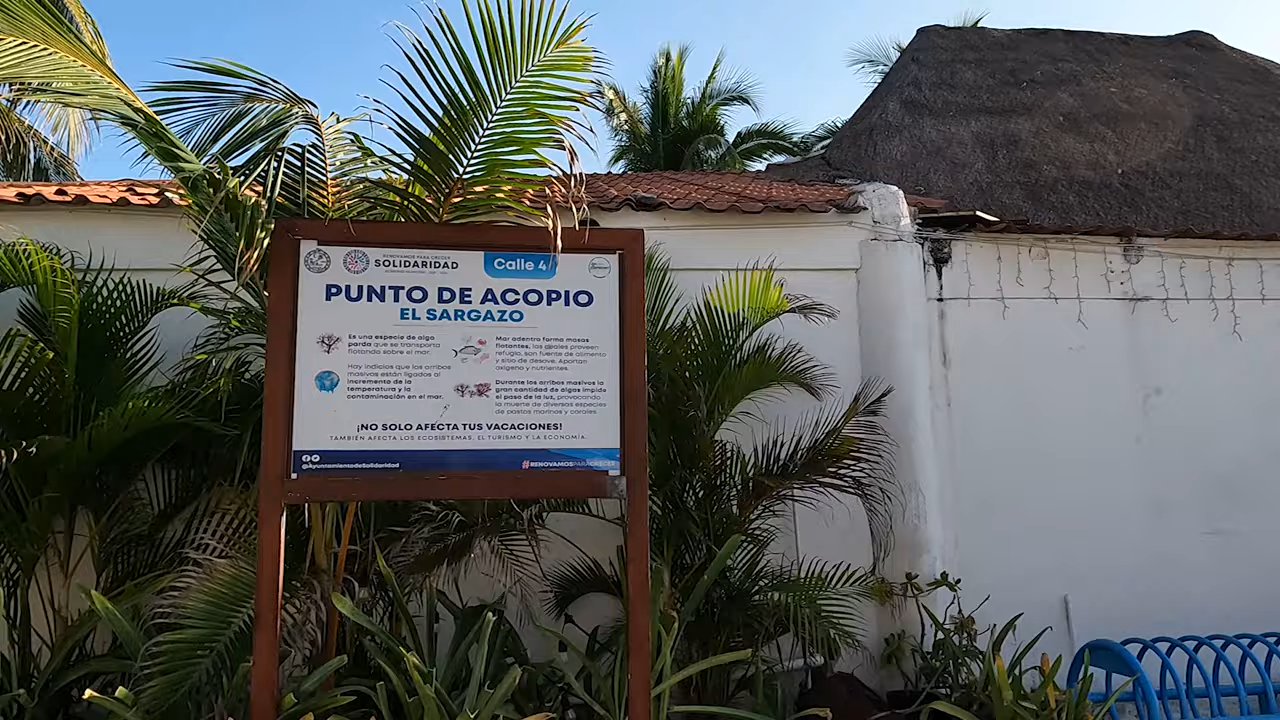 RENOVAMOS PARA CRECER
SOLIDARIDAD
Calle 4
PUNTO DE ACOPIO
EL SARGAZO
Es una especie de alga
parda que se transporta
flotando sobre el mar.
Hay indicios que los arribos
masivos están ligados al
incremento de la
temperatura y la
contaminación en el mar.
Mar adentro forma masas
flotantes, las cuales proveen
refugio, son fuente de alimento
y sitio de desove. Aportan
oxígeno y nutrientes.
Durante los arribos masivos la
gran cantidad de algas impide
el paso de la luz, provocando
la muerte de diversas especies
de pastos marinos y corales.
¡NO SOLO AFECTA TUS VACACIONES!
TAMBIÉN AFECTA LOS ECOSISTEMAS, EL TURISMO Y LA ECONOMÍA.
@AyuntamientodeSolidaridad
#RENOVAMOSPARACRECER